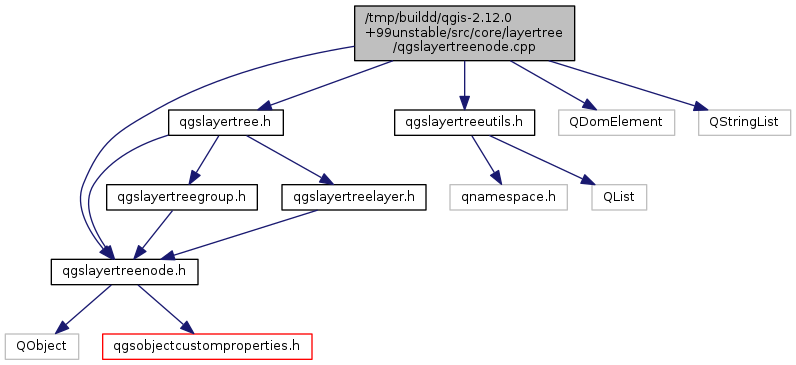 /tmp/buildd/qgis-2.12.0
+99unstable/src/core/layertree
/qgslayertreenode.cpp
qgslayertree.h
qgslayertreeutils.h
QDomElement
QStringList
qgslayertreegroup.h
qgslayertreelayer.h
qnamespace.h
QList
qgslayertreenode.h
QObject
qgsobjectcustomproperties.h